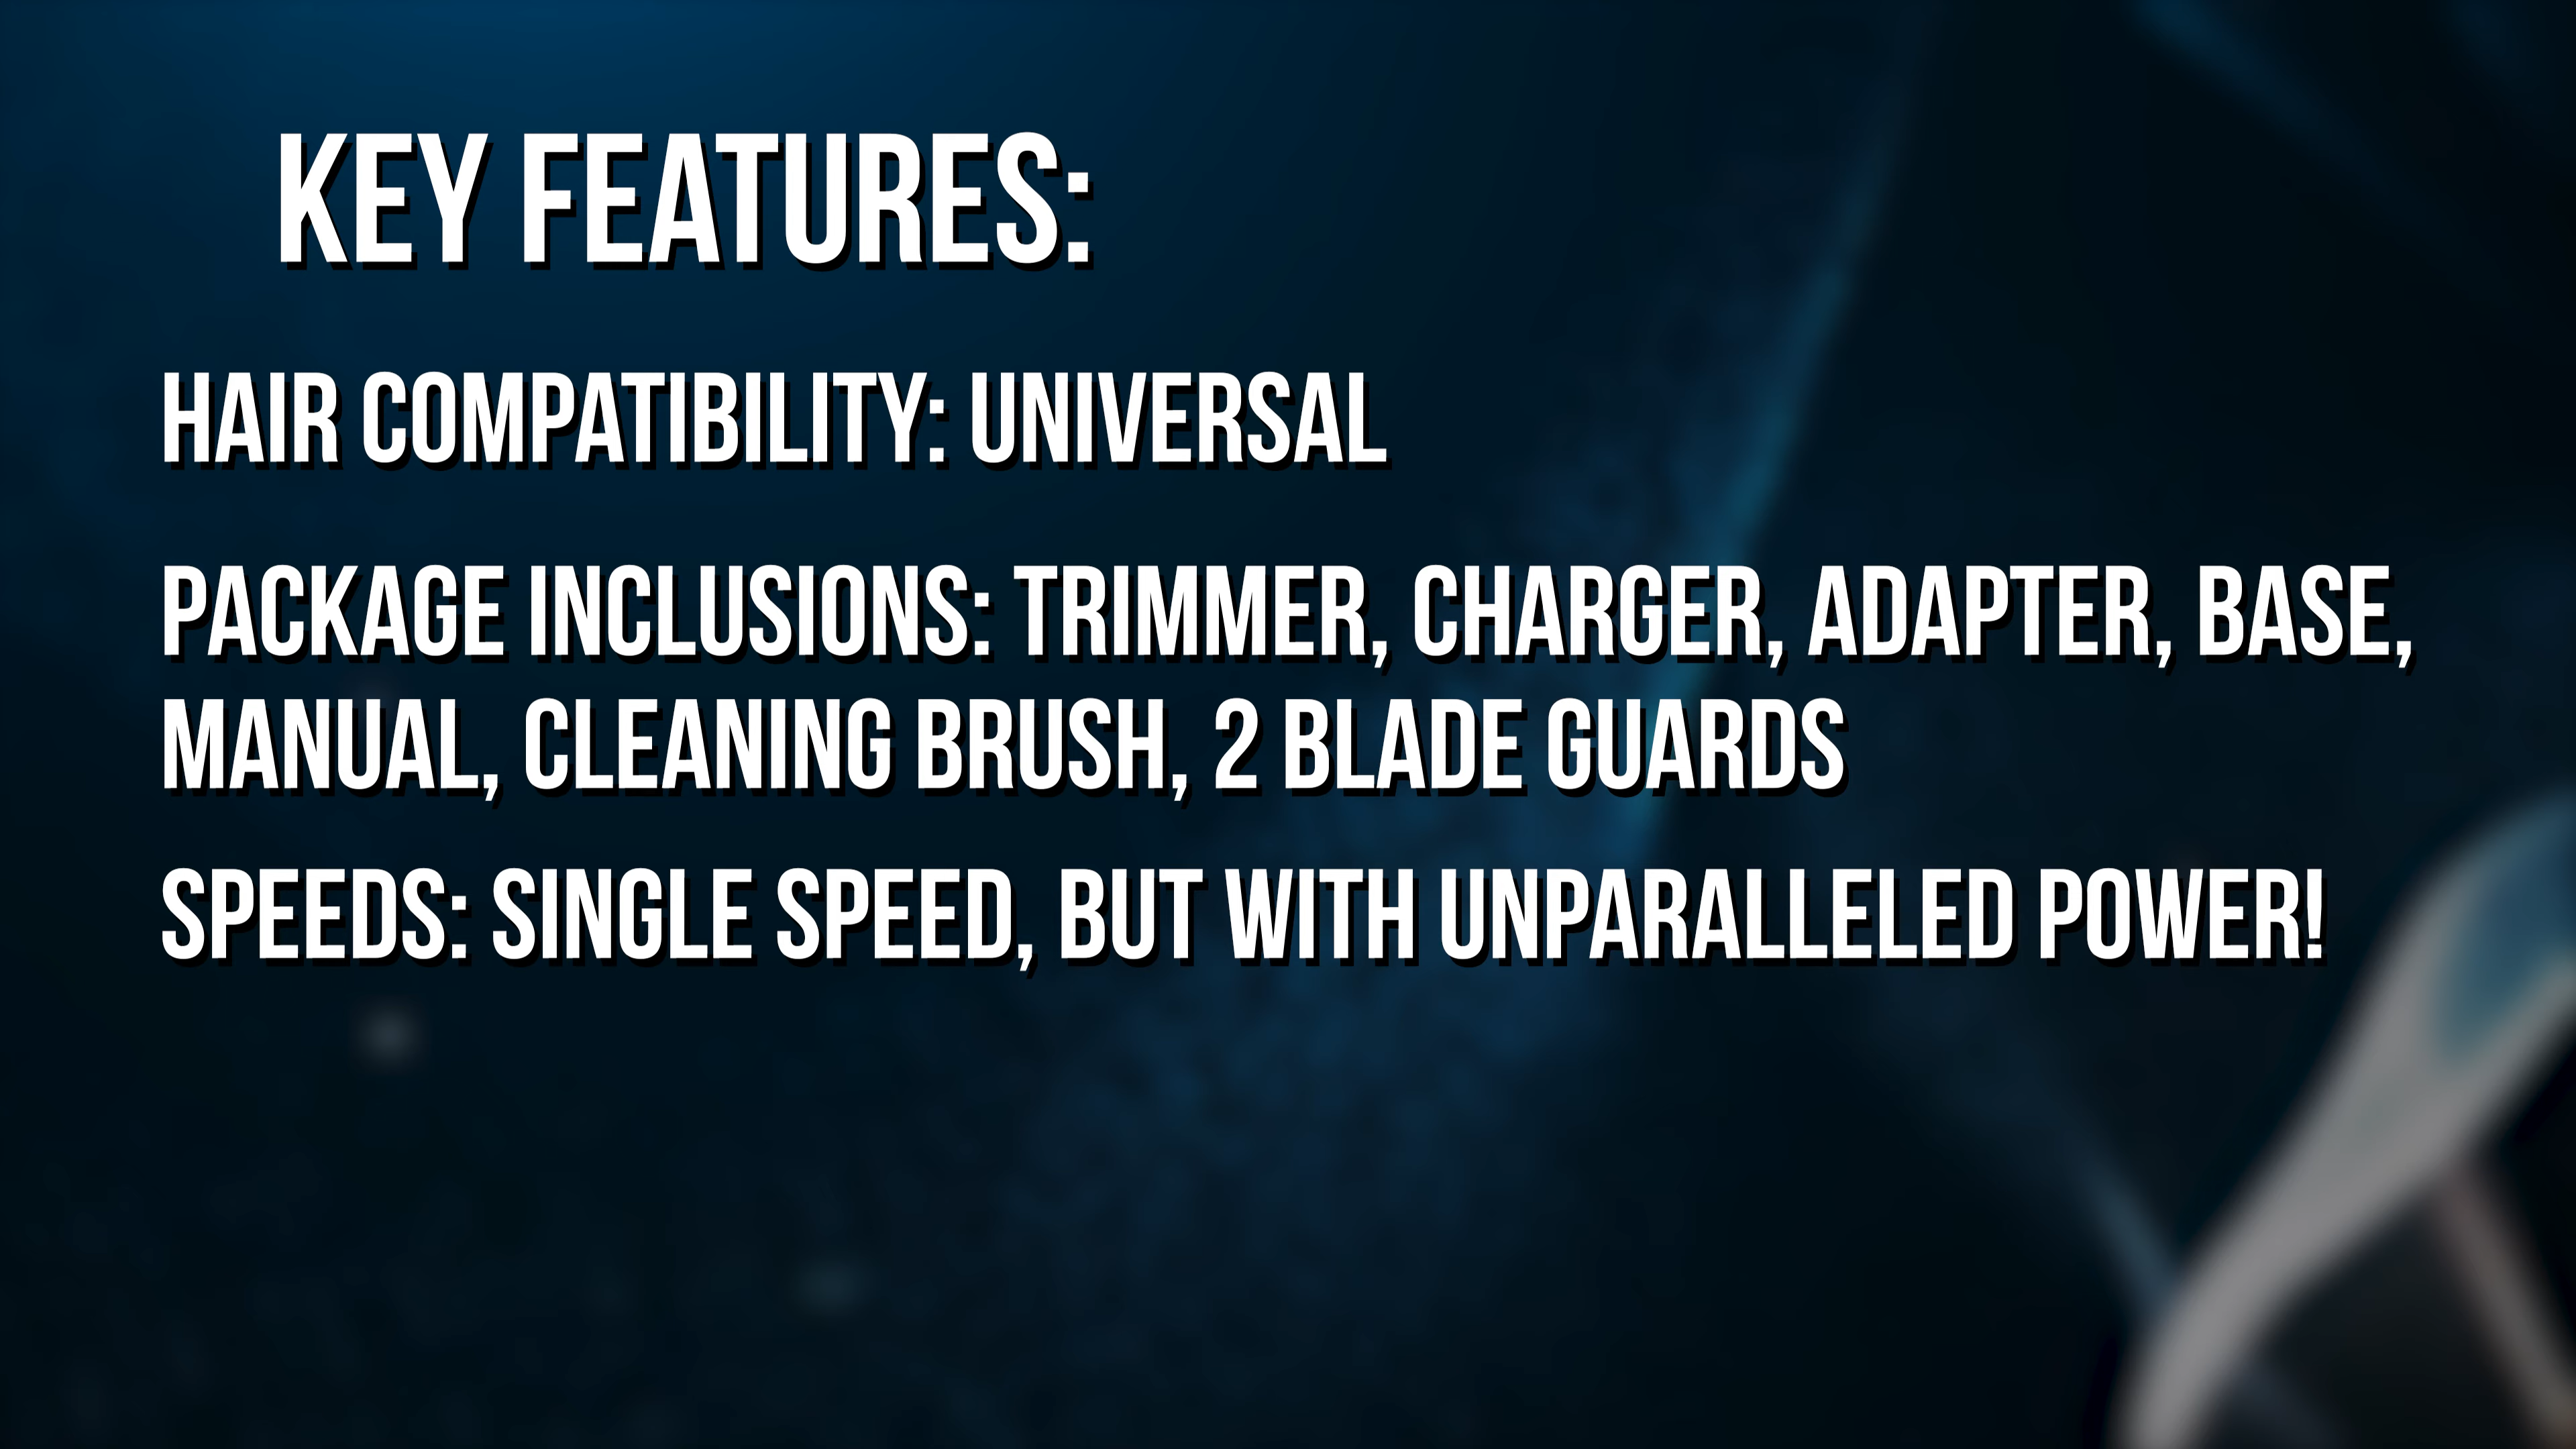 KEY FEATURES:
HAIR COMPATIBILITY: UNIVERSAL
PACKAGE INCLUSIONS: TRIMMER, CHARGER, ADAPTER, BASE,
MANUAL, CLEANING BRUSH, 2 BLADE GUARDS
SPEEDS: SINGLE SPEED, BUT WITH UNPARALLELED POWER!